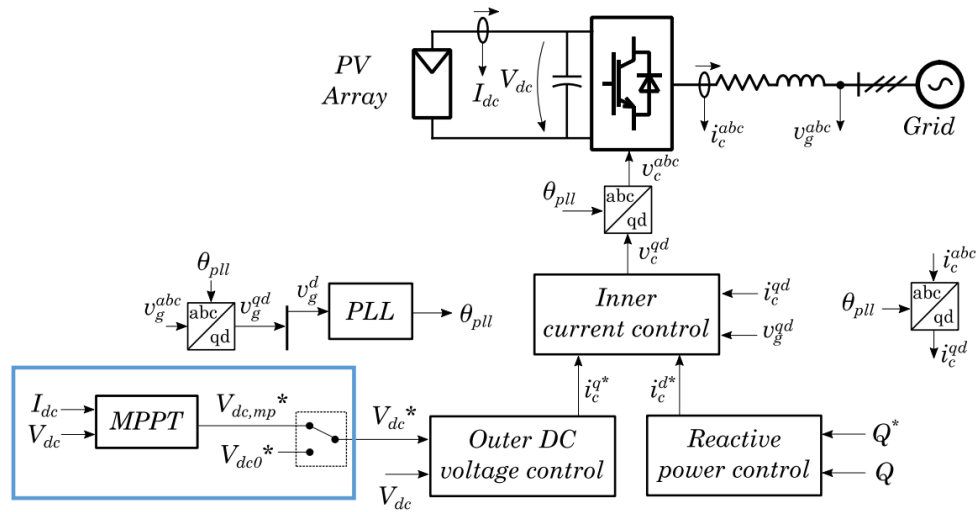 PV
Array
I_dc
V_dc
i_c^abc
v_g^abc
Grid
v_c^abc
θ_pll
abc
qd
v_c^qd
θ_pll
v_g^abc
abc
qd
v_g^qd
v_g^d
PLL
θ_pll
Inner
current control
i_c^qd
v_g^qd
i_c^abc
θ_pll
abc
qd
i_c^qd
i_c^q*
i_c^d*
I_dc
V_dc
MPPT
V_dc,mp*
V_dc0*
V_dc*
V_dc
Outer DC
voltage control
Reactive
power control
Q*
Q